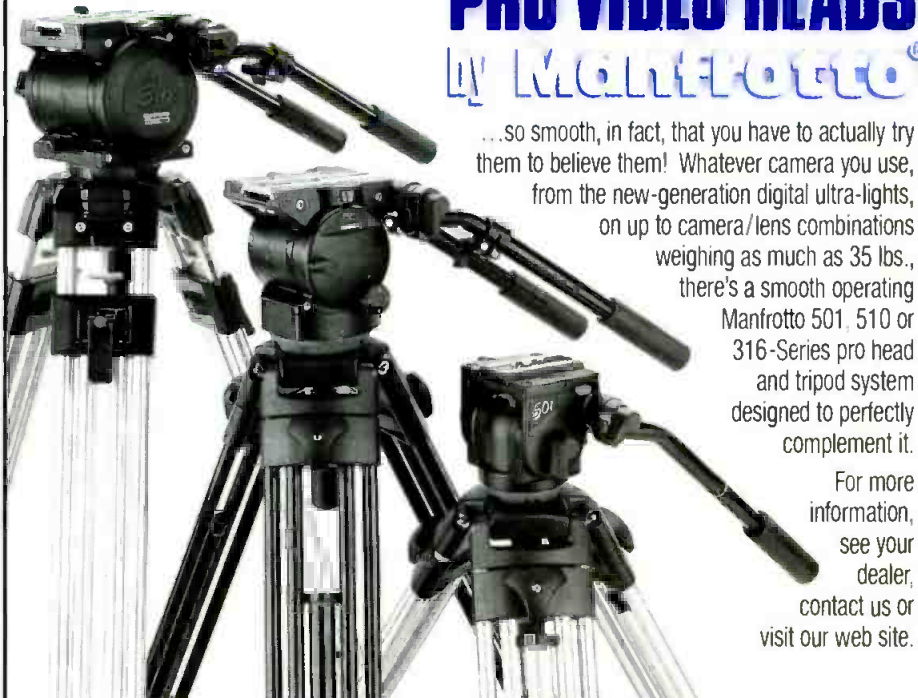 PRO VIDEO HEADS
by Manfrotto®
...so smooth, in fact, that you have to actually try
them to believe them! Whatever camera you use,
from the new-generation digital ultra-lights,
on up to camera/lens combinations
weighing as much as 35 lbs.,
there's a smooth operating
Manfrotto 501, 510 or
316-Series pro head
and tripod system
designed to perfectly
complement it.
For more
information,
see your
dealer,
contact us or
visit our web site.
501